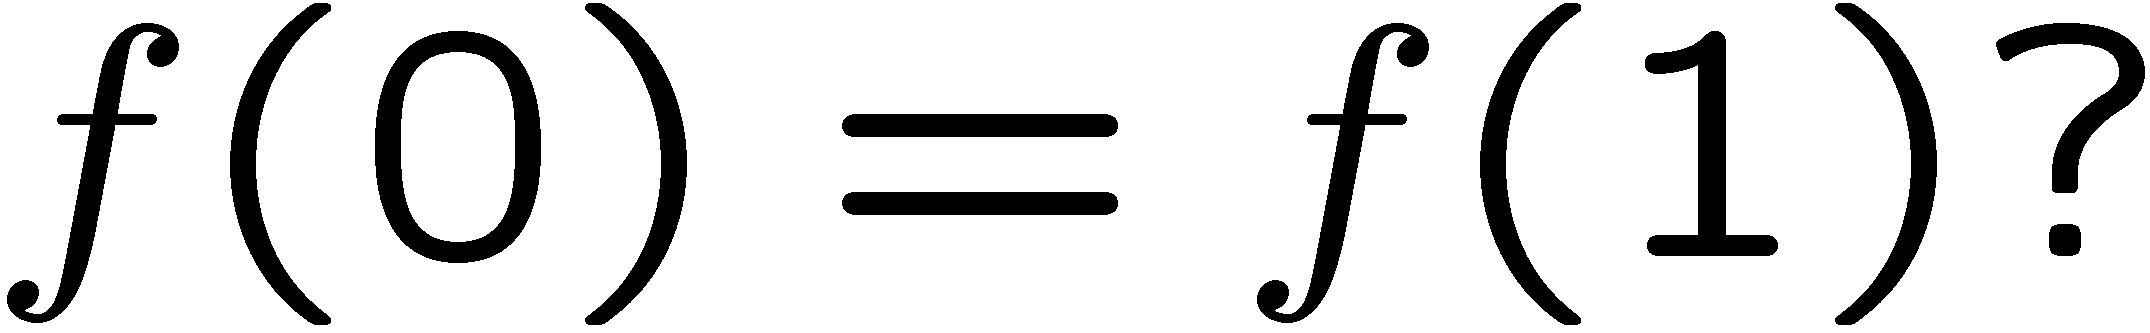 f(0) = f(1)?